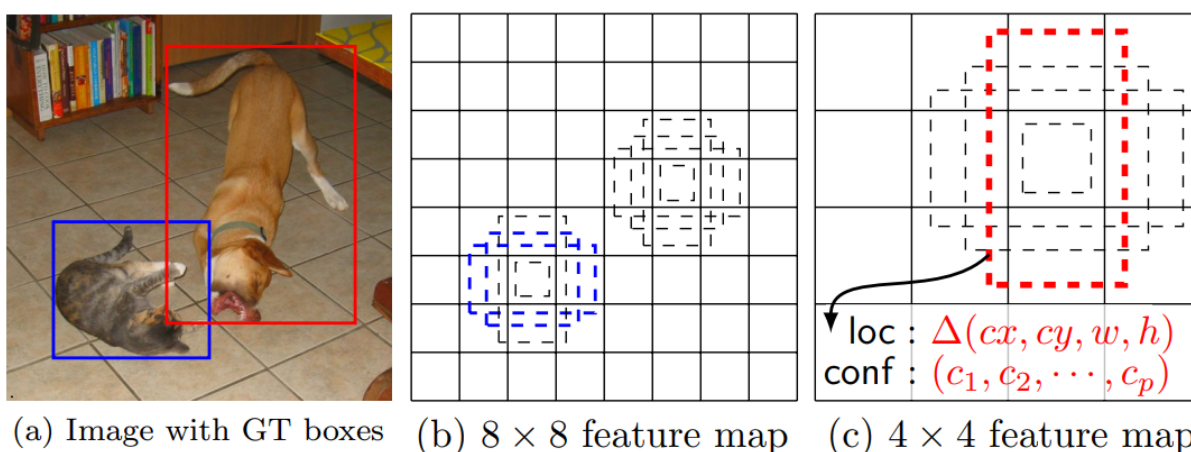 loc : Δ(cx, cy, w, h)
conf : (c₁, c₂, ⋯, cₚ)
(a) Image with GT boxes
(b) 8 × 8 feature map
(c) 4 × 4 feature map